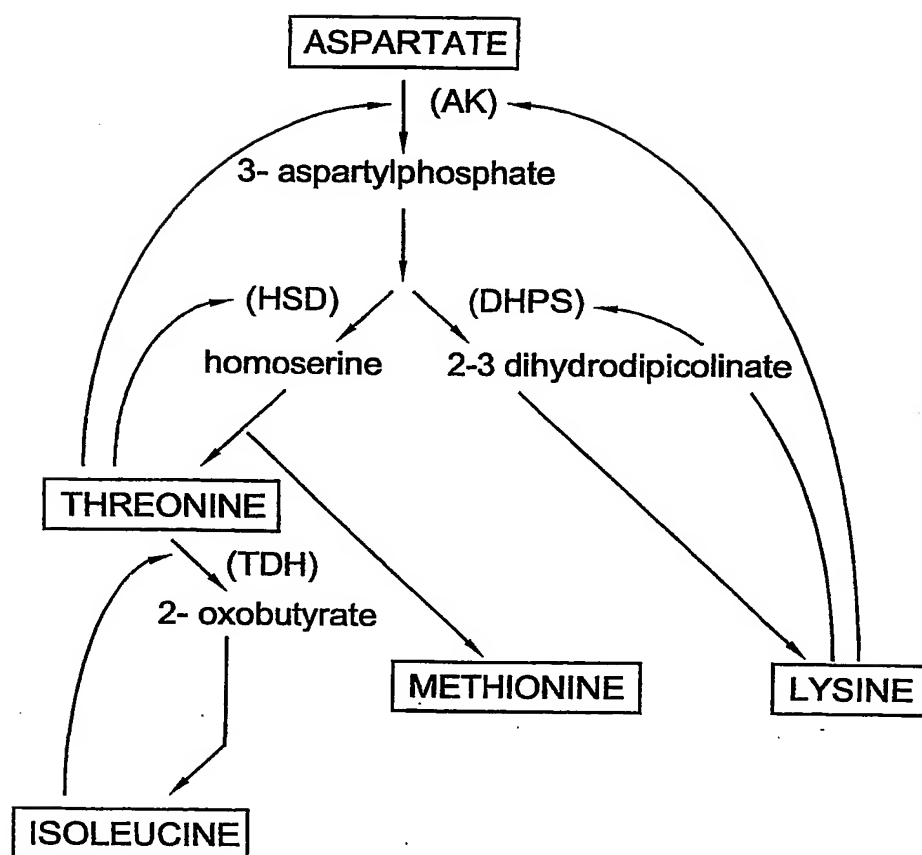 ASPARTATE
(AK)
3- aspartylphosphate
(HSD)
(DHPS)
homoserine
2-3 dihydrodipicolinate
THREONINE
(TDH)
2- oxobutyrate
METHIONINE
LYSINE
ISOLEUCINE